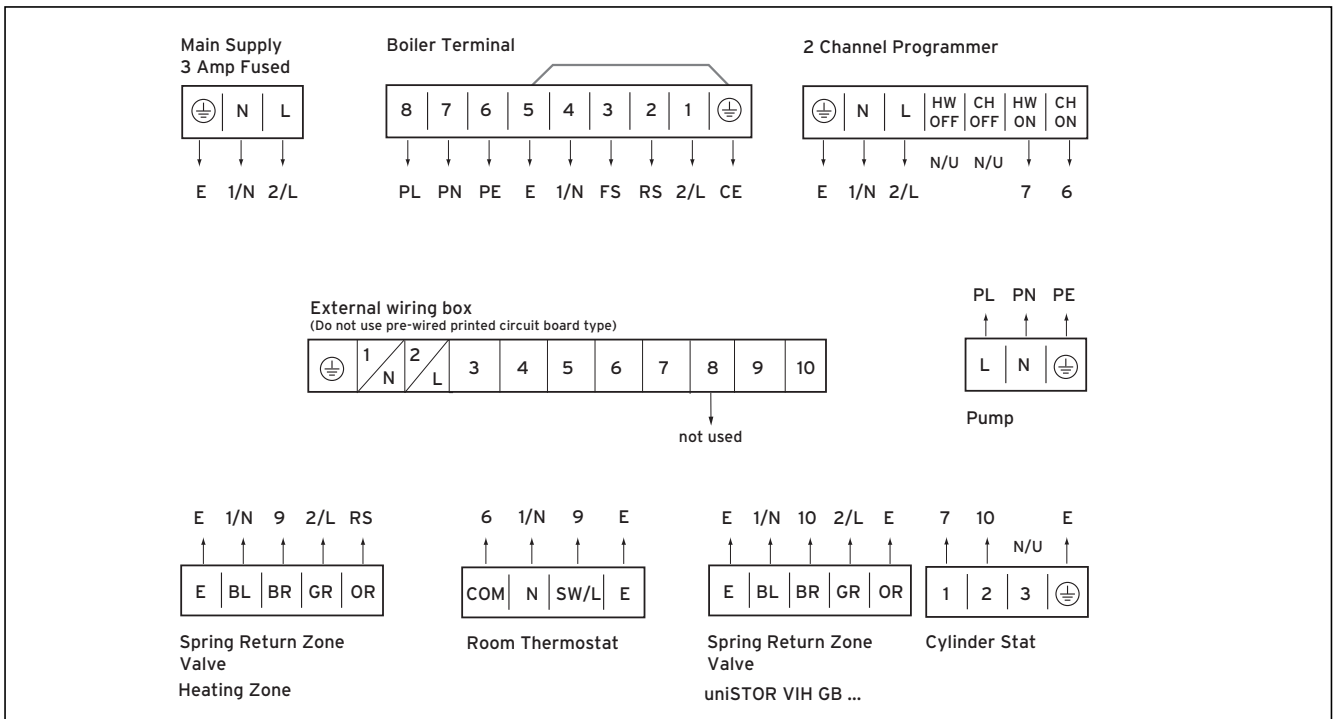 Main Supply
3 Amp Fused
⏚ N L
E 1/N 2/L
Boiler Terminal
8 7 6 5 4 3 2 1 ⏚
PL PN PE E 1/N FS RS 2/L CE
2 Channel Programmer
⏚ N L HW OFF CH OFF HW ON CH ON
N/U N/U
E 1/N 2/L 7 6
External wiring box
(Do not use pre-wired printed circuit board type)
⏚ 1/N 2/L 3 4 5 6 7 8 9 10
not used
PL PN PE
L N ⏚
Pump
E 1/N 9 2/L RS
E BL BR GR OR
Spring Return Zone
Valve
Heating Zone
6 1/N 9 E
COM N SW/L E
Room Thermostat
E 1/N 10 2/L E
E BL BR GR OR
Spring Return Zone
Valve
uniSTOR VIH GB ...
7 10 E
N/U
1 2 3 ⏚
Cylinder Stat